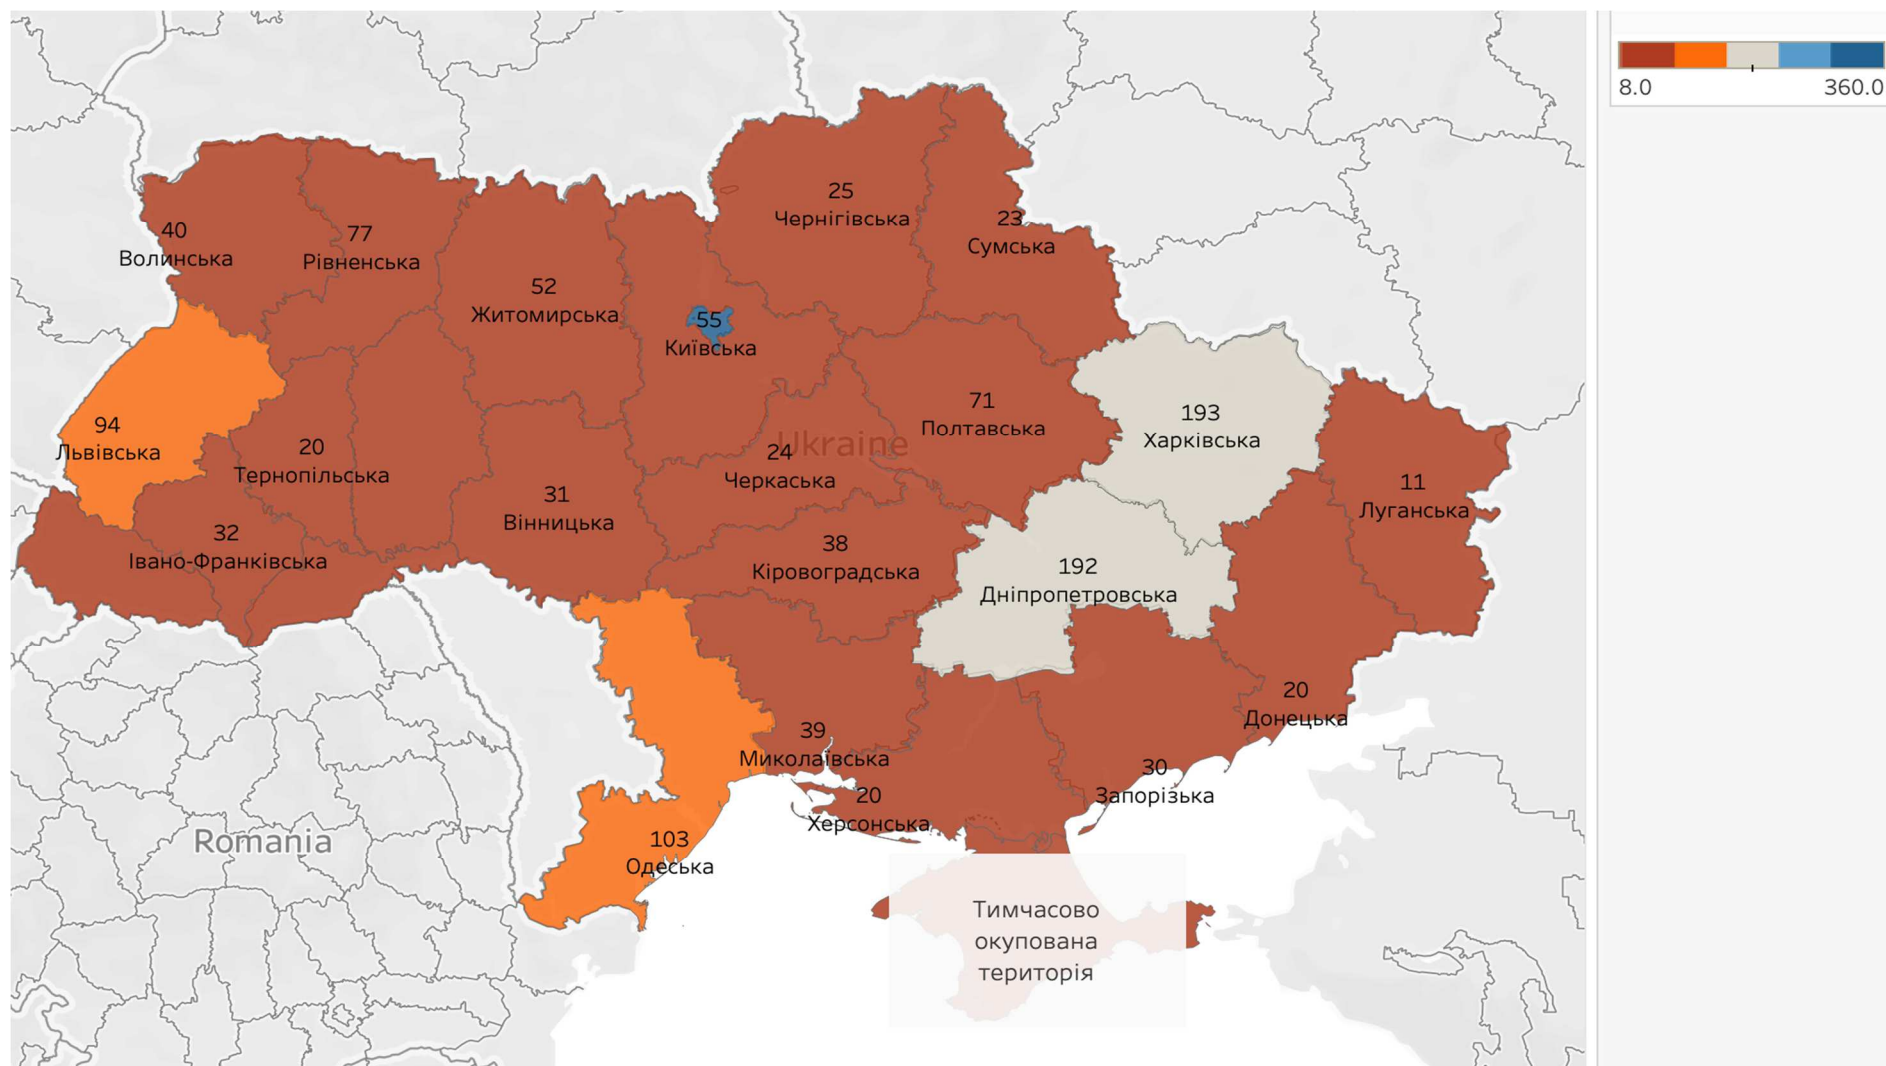 8.0
360.0
25
Чернігівська
23
Сумська
40
Волинська
77
Рівненська
52
Житомирська
55
Київська
94
Львівська
20
Тернопільська
71
Полтавська
193
Харківська
Ukraine
24
Черкаська
11
Луганська
31
Вінницька
32
Івано-Франківська
38
Кіровоградська
192
Дніпропетровська
20
Донецька
39
Миколаївська
30
Запорізька
20
Херсонська
Romania
103
Одеська
Тимчасово
окупована
територія